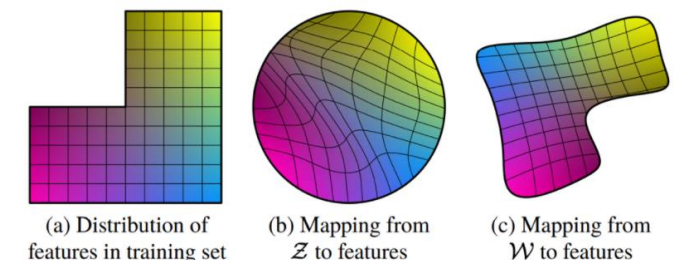 (a) Distribution of
features in training set
(b) Mapping from
𝒵 to features
(c) Mapping from
𝒲 to features